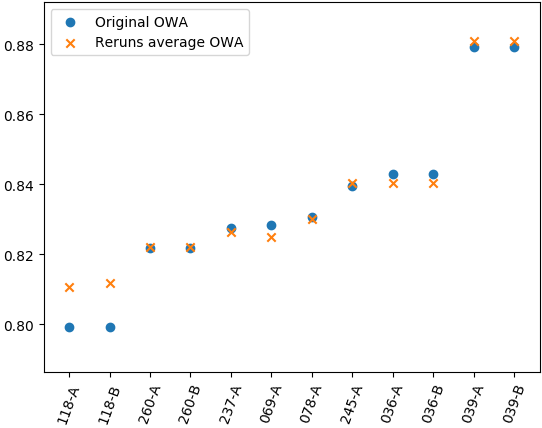 Original OWA
Reruns average OWA
0.88
0.86
0.84
0.82
0.80
118-A
118-B
260-A
260-B
237-A
069-A
078-A
245-A
036-A
036-B
039-A
039-B